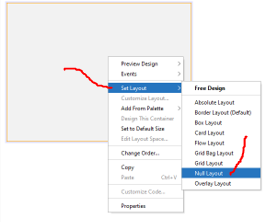 Preview Design
Events
Set Layout
Customize Layout...
Add From Palette
Design This Container
Set to Default Size
Edit Layout Space...
Change Order...
Copy
Paste Ctrl+V
Customize Code...
Properties
Free Design
Absolute Layout
Border Layout (Default)
Box Layout
Card Layout
Flow Layout
Grid Bag Layout
Grid Layout
Null Layout
Overlay Layout